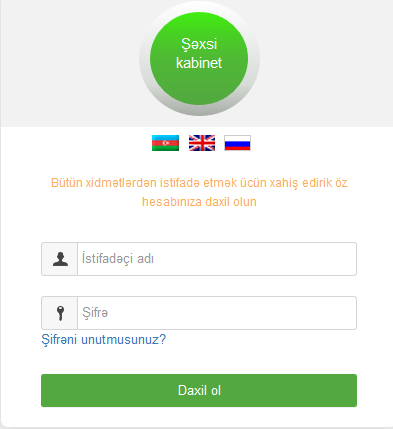 Şəxsi
kabinet
Bütün xidmətlərdən istifadə etmək üçün xahiş edirik öz
hesabınıza daxil olun
İstifadəçi adı
Şifrə
Şifrəni unutmusunuz?
Daxil ol